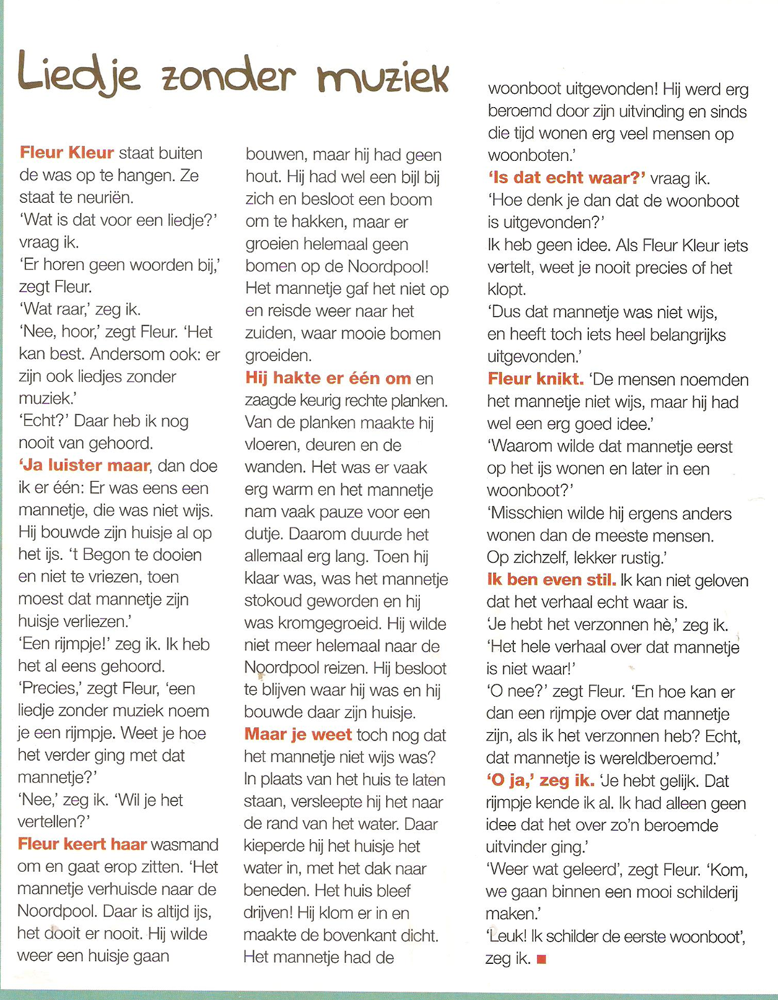 Liedje zonder muziek
Fleur Kleur staat buiten
de was op te hangen. Ze
staat te neuriën.
‘Wat is dat voor een liedje?’
vraag ik.
‘Er horen geen woorden bij,’
zegt Fleur.
‘Wat raar,’ zeg ik.
‘Nee, hoor,’ zegt Fleur. ‘Het
kan best. Andersom ook: er
zijn ook liedjes zonder
muziek.’
‘Echt?’ Daar heb ik nog
nooit van gehoord.
‘Ja luister maar, dan doe
ik er één: Er was eens een
mannetje, die was niet wijs.
Hij bouwde zijn huisje al op
het ijs. ‘t Begon te dooien
en niet te vriezen, toen
moest dat mannetje zijn
huisje verliezen.’
‘Een rijmpje!’ zeg ik. Ik heb
het al eens gehoord.
‘Precies,’ zegt Fleur, ‘een
liedje zonder muziek noem
je een rijmpje. Weet je hoe
het verder ging met dat
mannetje?’
‘Nee,’ zeg ik. ‘Wil je het
vertellen?’
Fleur keert haar wasmand
om en gaat erop zitten. ‘Het
mannetje verhuisde naar de
Noordpool. Daar is altijd ijs,
het dooit er nooit. Hij wilde
weer een huisje gaan
bouwen, maar hij had geen
hout. Hij had wel een bijl bij
zich en besloot een boom
om te hakken, maar er
groeien helemaal geen
bomen op de Noordpool!
Het mannetje gaf het niet op
en reisde weer naar het
zuiden, waar mooie bomen
groeiden.
Hij hakte er één om en
zaagde keurig rechte planken.
Van de planken maakte hij
vloeren, deuren en de
wanden. Het was er vaak
erg warm en het mannetje
nam vaak pauze voor een
dutje. Daarom duurde het
allemaal erg lang. Toen hij
klaar was, was het mannetje
stokoud geworden en hij
was kromgegroeid. Hij wilde
niet meer helemaal naar de
Noordpool reizen. Hij besloot
te blijven waar hij was en hij
bouwde daar zijn huisje.
Maar je weet toch nog dat
het mannetje niet wijs was?
In plaats van het huis te laten
staan, versleepte hij het naar
de rand van het water. Daar
kieperde hij het huisje het
water in, met het dak naar
beneden. Het huis bleef
drijven! Hij klom er in en
maakte de bovenkant dicht.
Het mannetje had de
woonboot uitgevonden! Hij werd erg
beroemd door zijn uitvinding en sinds
die tijd wonen erg veel mensen op
woonboten.’
‘Is dat echt waar?’ vraag ik.
‘Hoe denk je dan dat de woonboot
is uitgevonden?’
Ik heb geen idee. Als Fleur Kleur iets
vertelt, weet je nooit precies of het
klopt.
‘Dus dat mannetje was niet wijs,
en heeft toch iets heel belangrijks
uitgevonden.’
Fleur knikt. ‘De mensen noemden
het mannetje niet wijs, maar hij had
wel een erg goed idee.’
‘Waarom wilde dat mannetje eerst
op het ijs wonen en later in een
woonboot?’
‘Misschien wilde hij ergens anders
wonen dan de meeste mensen.
Op zichzelf, lekker rustig.’
Ik ben even stil. Ik kan niet geloven
dat het verhaal echt waar is.
‘Je hebt het verzonnen hè,’ zeg ik.
‘Het hele verhaal over dat mannetje
is niet waar!’
‘O nee?’ zegt Fleur. ‘En hoe kan er
dan een rijmpje over dat mannetje
zijn, als ik het verzonnen heb? Echt,
dat mannetje is wereldberoemd.’
‘O ja,’ zeg ik. ‘Je hebt gelijk. Dat
rijmpje kende ik al. Ik had alleen geen
idee dat het over zo’n beroemde
uitvinder ging.’
‘Weer wat geleerd’, zegt Fleur. ‘Kom,
we gaan binnen een mooi schilderij
maken.’
‘Leuk! Ik schilder de eerste woonboot’,
zeg ik.